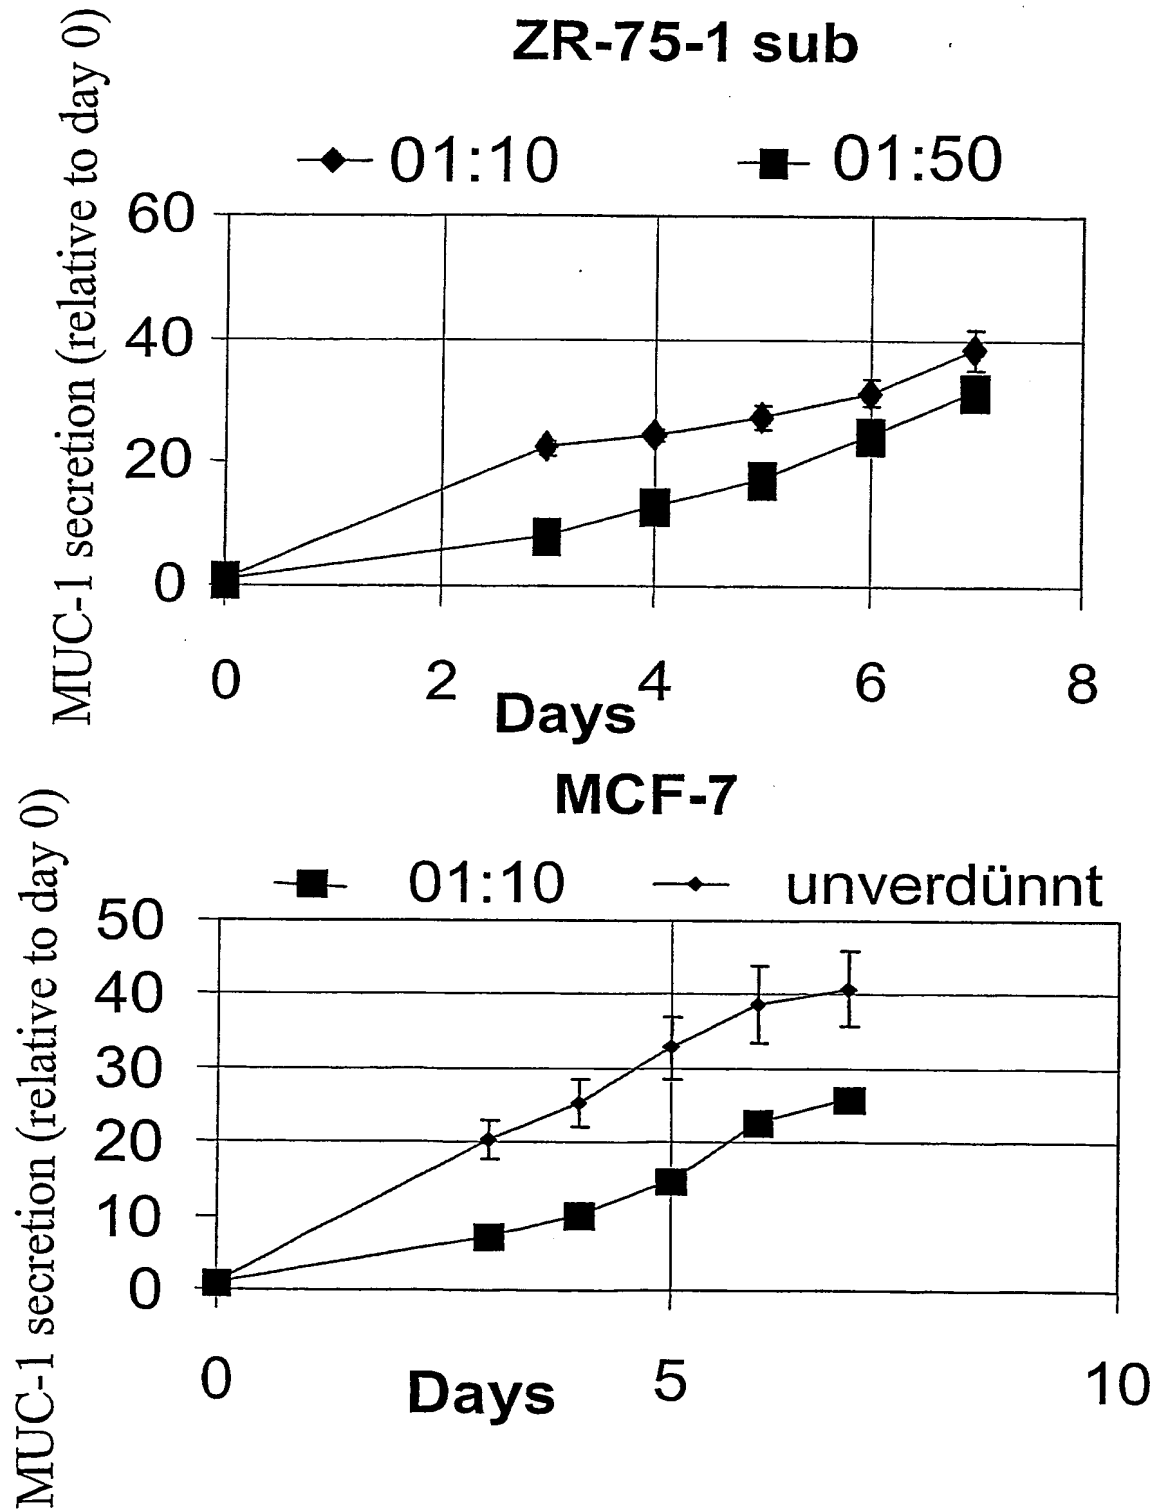 ZR-75-1 sub
01:10 01:50
MUC-1 secretion (relative to day 0)
60
40
20
0
0 2 4 6 8
Days
MCF-7
01:10 unverdünnt
MUC-1 secretion (relative to day 0)
50
40
30
20
10
0
0 5 10
Days